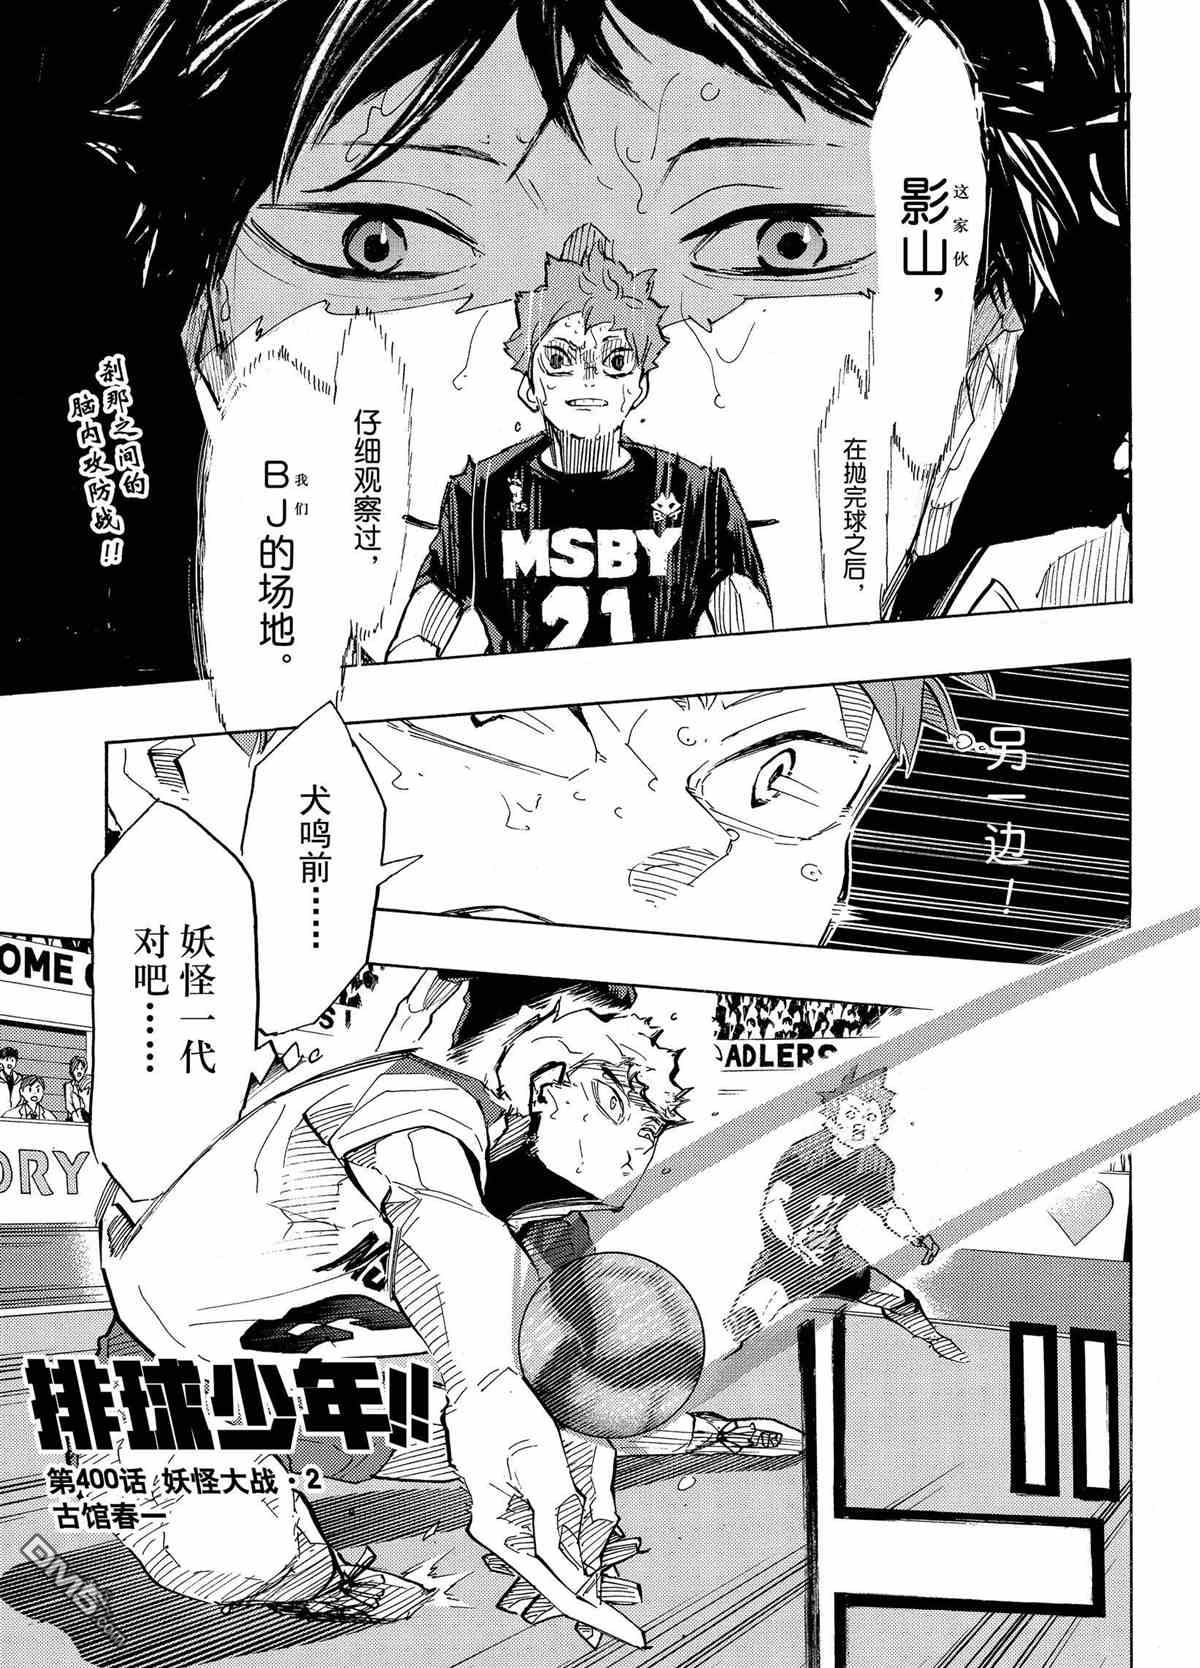 影山，
这家伙
在抛完球之后，
仔细观察过，
BJ的场地。
我们
刹那之间的
脑内攻防战!!
MSBY
21
另一边！
犬鸣前……
妖怪一代
对吧……
OME
ADLERS
ORY
MS
排球少年!!
第400话 妖怪大战・2
古馆春一